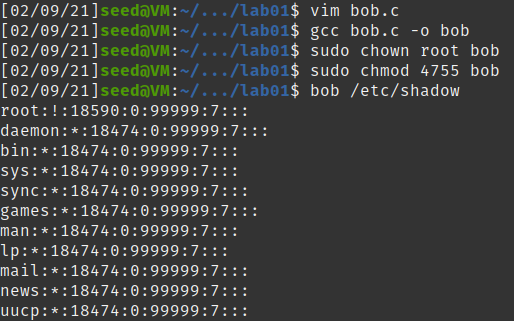 [02/09/21]seed@VM:~/.../lab01$ vim bob.c
[02/09/21]seed@VM:~/.../lab01$ gcc bob.c -o bob
[02/09/21]seed@VM:~/.../lab01$ sudo chown root bob
[02/09/21]seed@VM:~/.../lab01$ sudo chmod 4755 bob
[02/09/21]seed@VM:~/.../lab01$ bob /etc/shadow
root:!:18590:0:99999:7:::
daemon:*:18474:0:99999:7:::
bin:*:18474:0:99999:7:::
sys:*:18474:0:99999:7:::
sync:*:18474:0:99999:7:::
games:*:18474:0:99999:7:::
man:*:18474:0:99999:7:::
lp:*:18474:0:99999:7:::
mail:*:18474:0:99999:7:::
news:*:18474:0:99999:7:::
uucp:*:18474:0:99999:7:::